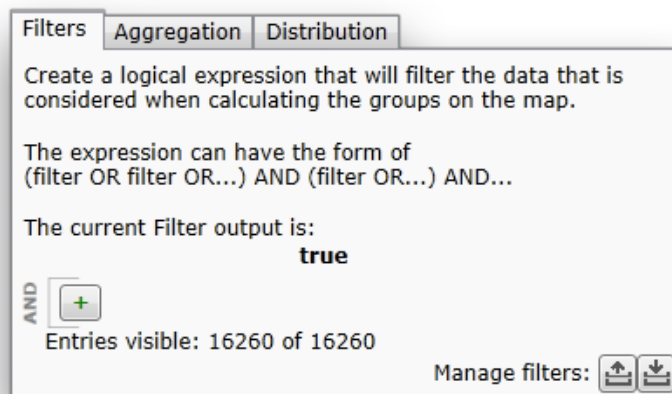 Filters Aggregation Distribution
Create a logical expression that will filter the data that is
considered when calculating the groups on the map.
The expression can have the form of
(filter OR filter OR...) AND (filter OR...) AND...
The current Filter output is:
true
AND
+
Entries visible: 16260 of 16260
Manage filters: